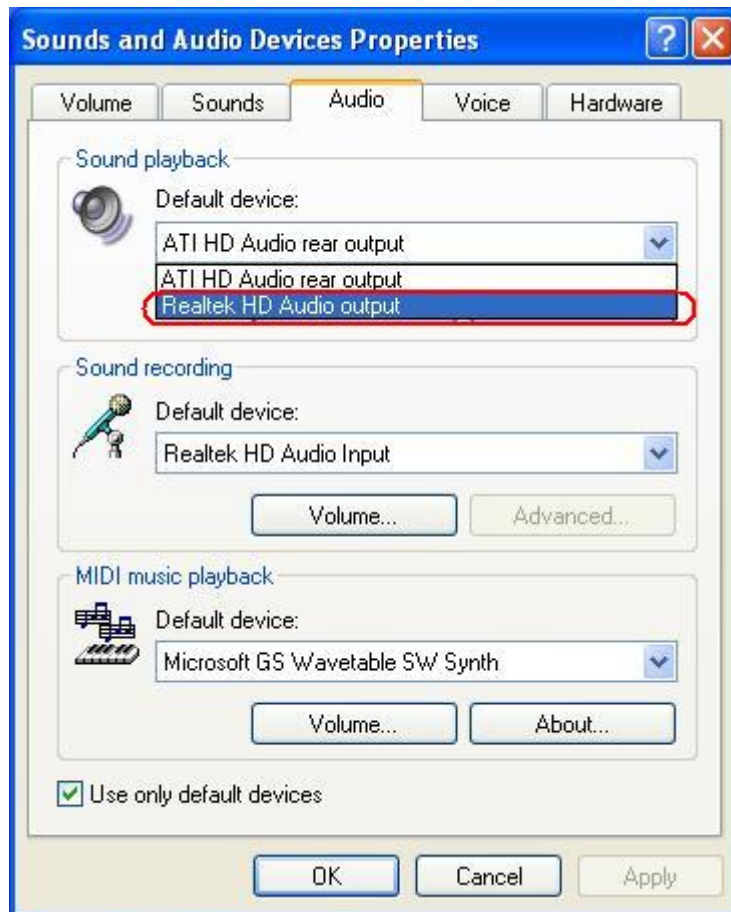 Sounds and Audio Devices Properties
Volume Sounds Audio Voice Hardware
Sound playback
Default device:
ATI HD Audio rear output
ATI HD Audio rear output
Realtek HD Audio output
Sound recording
Default device:
Realtek HD Audio Input
Volume... Advanced...
MIDI music playback
Default device:
Microsoft GS Wavetable SW Synth
Volume... About...
Use only default devices
OK Cancel Apply